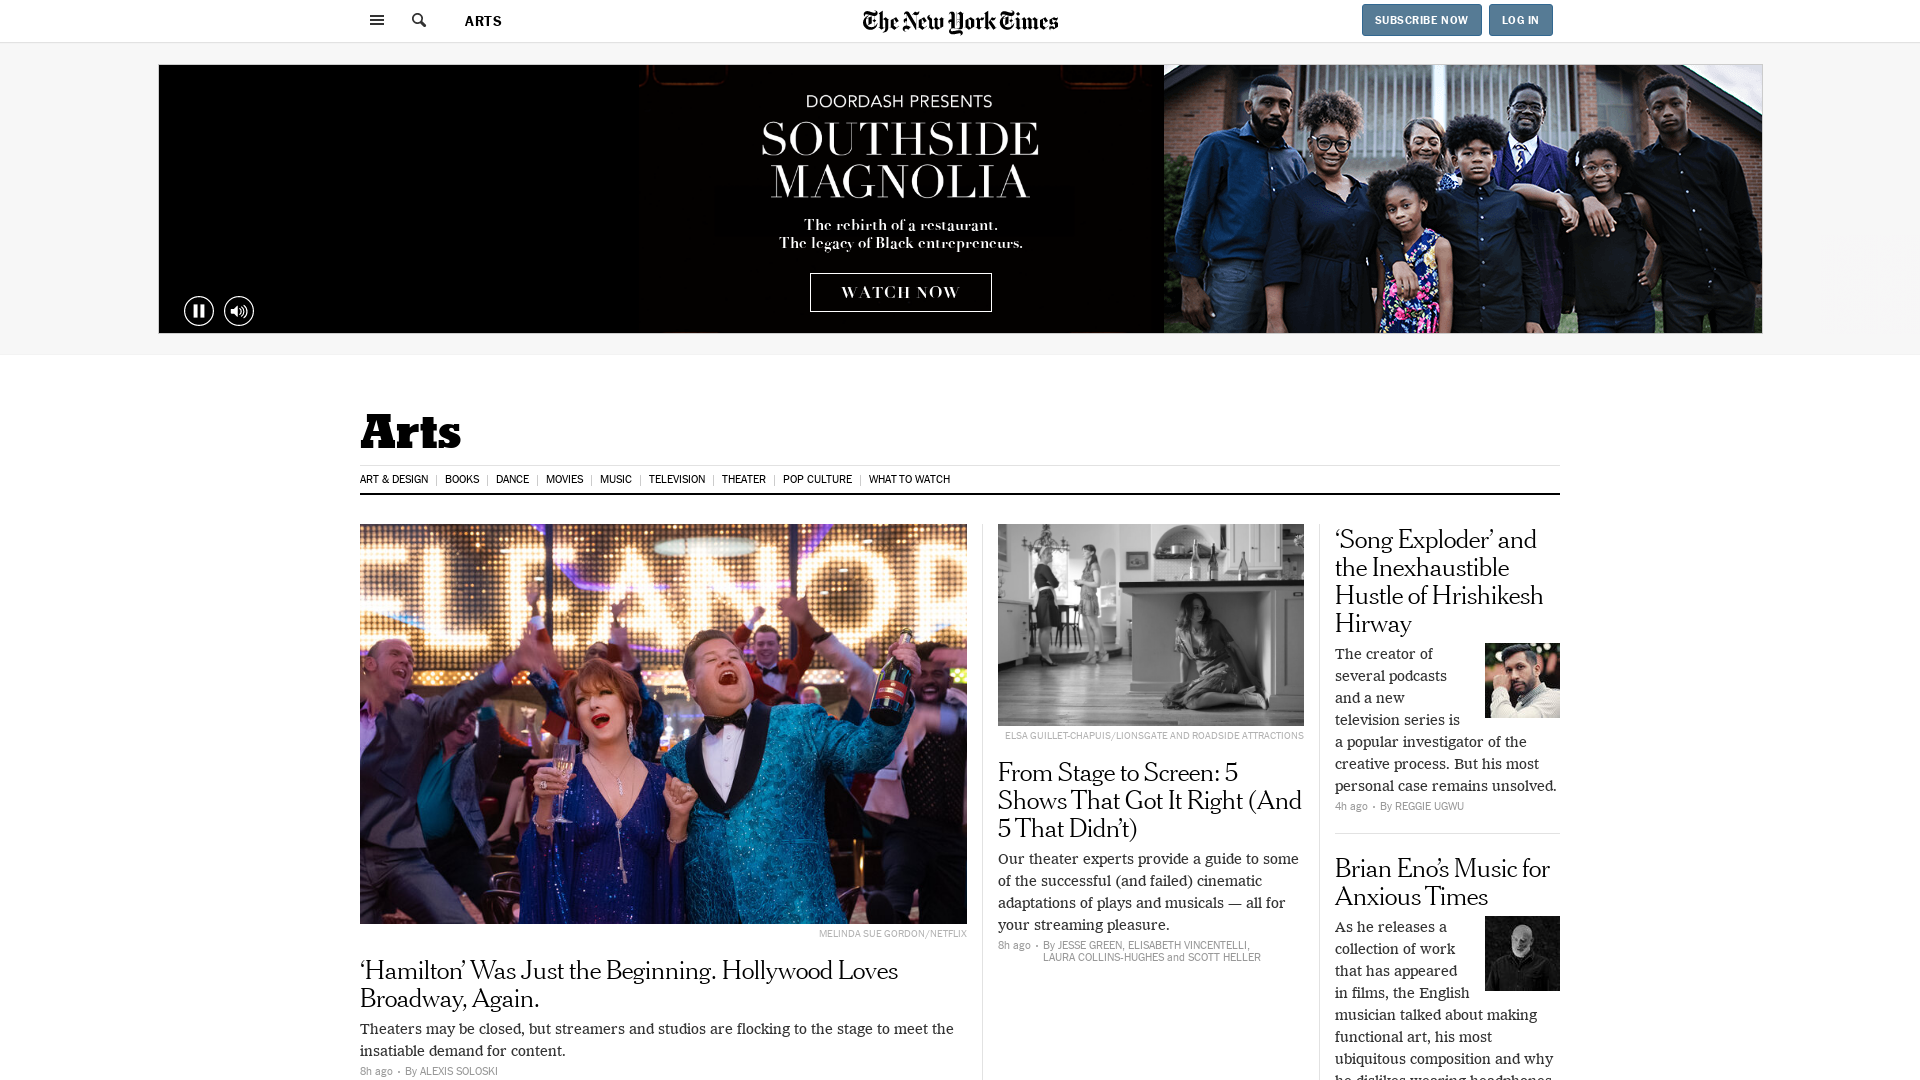 ARTS
The New York Times
SUBSCRIBE NOW
LOG IN
DOORDASH PRESENTS
SOUTHSIDE
MAGNOLIA
The rebirth of a restaurant.
The legacy of Black entrepreneurs.
WATCH NOW
Arts
ART & DESIGN
BOOKS
DANCE
MOVIES
MUSIC
TELEVISION
THEATER
POP CULTURE
WHAT TO WATCH
ELEANOR
MELINDA SUE GORDON/NETFLIX
‘Hamilton’ Was Just the Beginning. Hollywood Loves
Broadway, Again.
Theaters may be closed, but streamers and studios are flocking to the stage to meet the
insatiable demand for content.
8h ago • By ALEXIS SOLOSKI
ELSA GUILLET-CHAPUIS/LIONSGATE AND ROADSIDE ATTRACTIONS
From Stage to Screen: 5
Shows That Got It Right (And
5 That Didn’t)
Our theater experts provide a guide to some
of the successful (and failed) cinematic
adaptations of plays and musicals — all for
your streaming pleasure.
8h ago • By JESSE GREEN, ELISABETH VINCENTELLI,
LAURA COLLINS-HUGHES and SCOTT HELLER
‘Song Exploder’ and
the Inexhaustible
Hustle of Hrishikesh
Hirway
The creator of
several podcasts
and a new
television series is
a popular investigator of the
creative process. But his most
personal case remains unsolved.
4h ago • By REGGIE UGWU
Brian Eno’s Music for
Anxious Times
As he releases a
collection of work
that has appeared
in films, the English
musician talked about making
functional art, his most
ubiquitous composition and why
he dislikes wearing headphones